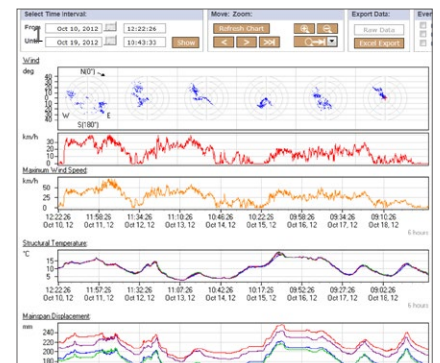 Select Time Interval:
Move: Zoom:
Export Data:
From
Oct 10, 2012
12:22:26
Refresh Chart
Raw Data
Until
Oct 19, 2012
10:43:33
Show
Excel Export
Wind
deg
N(0°)
W
E
S(180°)
km/h
30
20
10
0
Maximum Wind Speed:
km/h
50
0
12:22:26 11:58:26 11:34:26 11:10:26 10:46:26 10:22:26 09:58:26 09:34:26 09:10:26
Oct 10, 12 Oct 11, 12 Oct 12, 12 Oct 13, 12 Oct 14, 12 Oct 15, 12 Oct 16, 12 Oct 17, 12 Oct 18, 12
6 hours
Structural Temperature:
°C
15
10
5
12:22:26 11:57:26 11:32:26 11:07:26 10:42:26 10:17:26 09:52:26 09:27:26 09:02:26
Oct 10, 12 Oct 11, 12 Oct 12, 12 Oct 13, 12 Oct 14, 12 Oct 15, 12 Oct 16, 12 Oct 17, 12 Oct 18, 12
6 hours
Mainspan Displacement:
mm
240
220
200